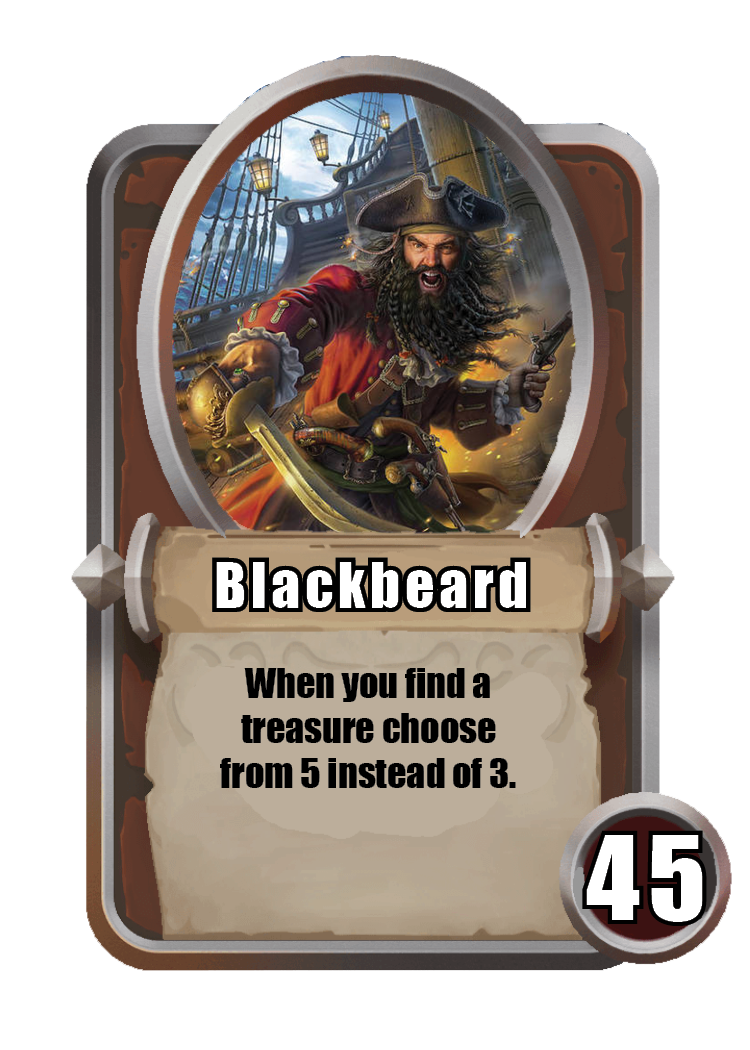 Blackbeard
When you find a
treasure choose
from 5 instead of 3.
45